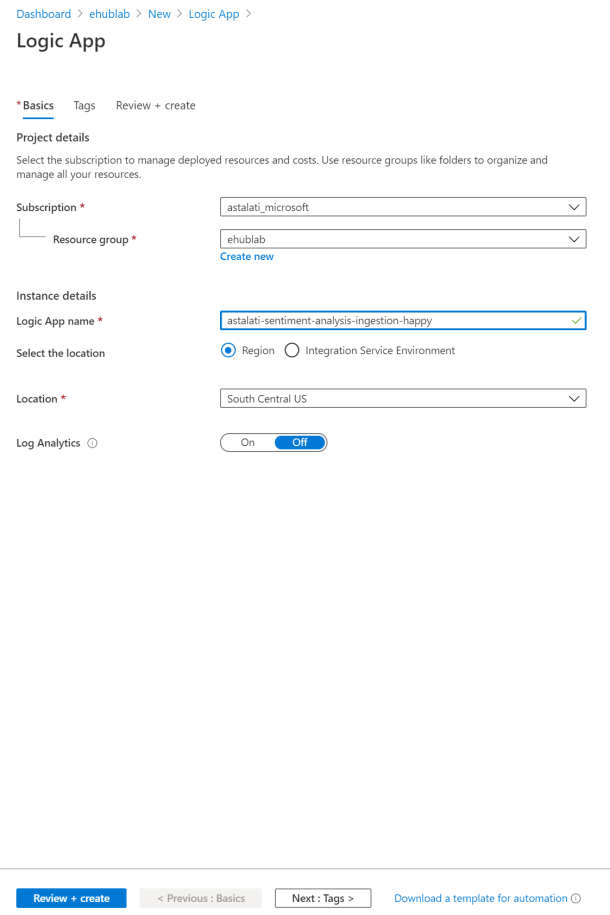 Dashboard > ehublab > New > Logic App >
Logic App
* Basics Tags Review + create
Project details
Select the subscription to manage deployed resources and costs. Use resource groups like folders to organize and
manage all your resources.
Subscription * astalati_microsoft
Resource group * ehublab
Create new
Instance details
Logic App name * astalati-sentiment-analysis-ingestion-happy
Select the location Region Integration Service Environment
Location * South Central US
Log Analytics On Off
Review + create < Previous : Basics Next : Tags > Download a template for automation